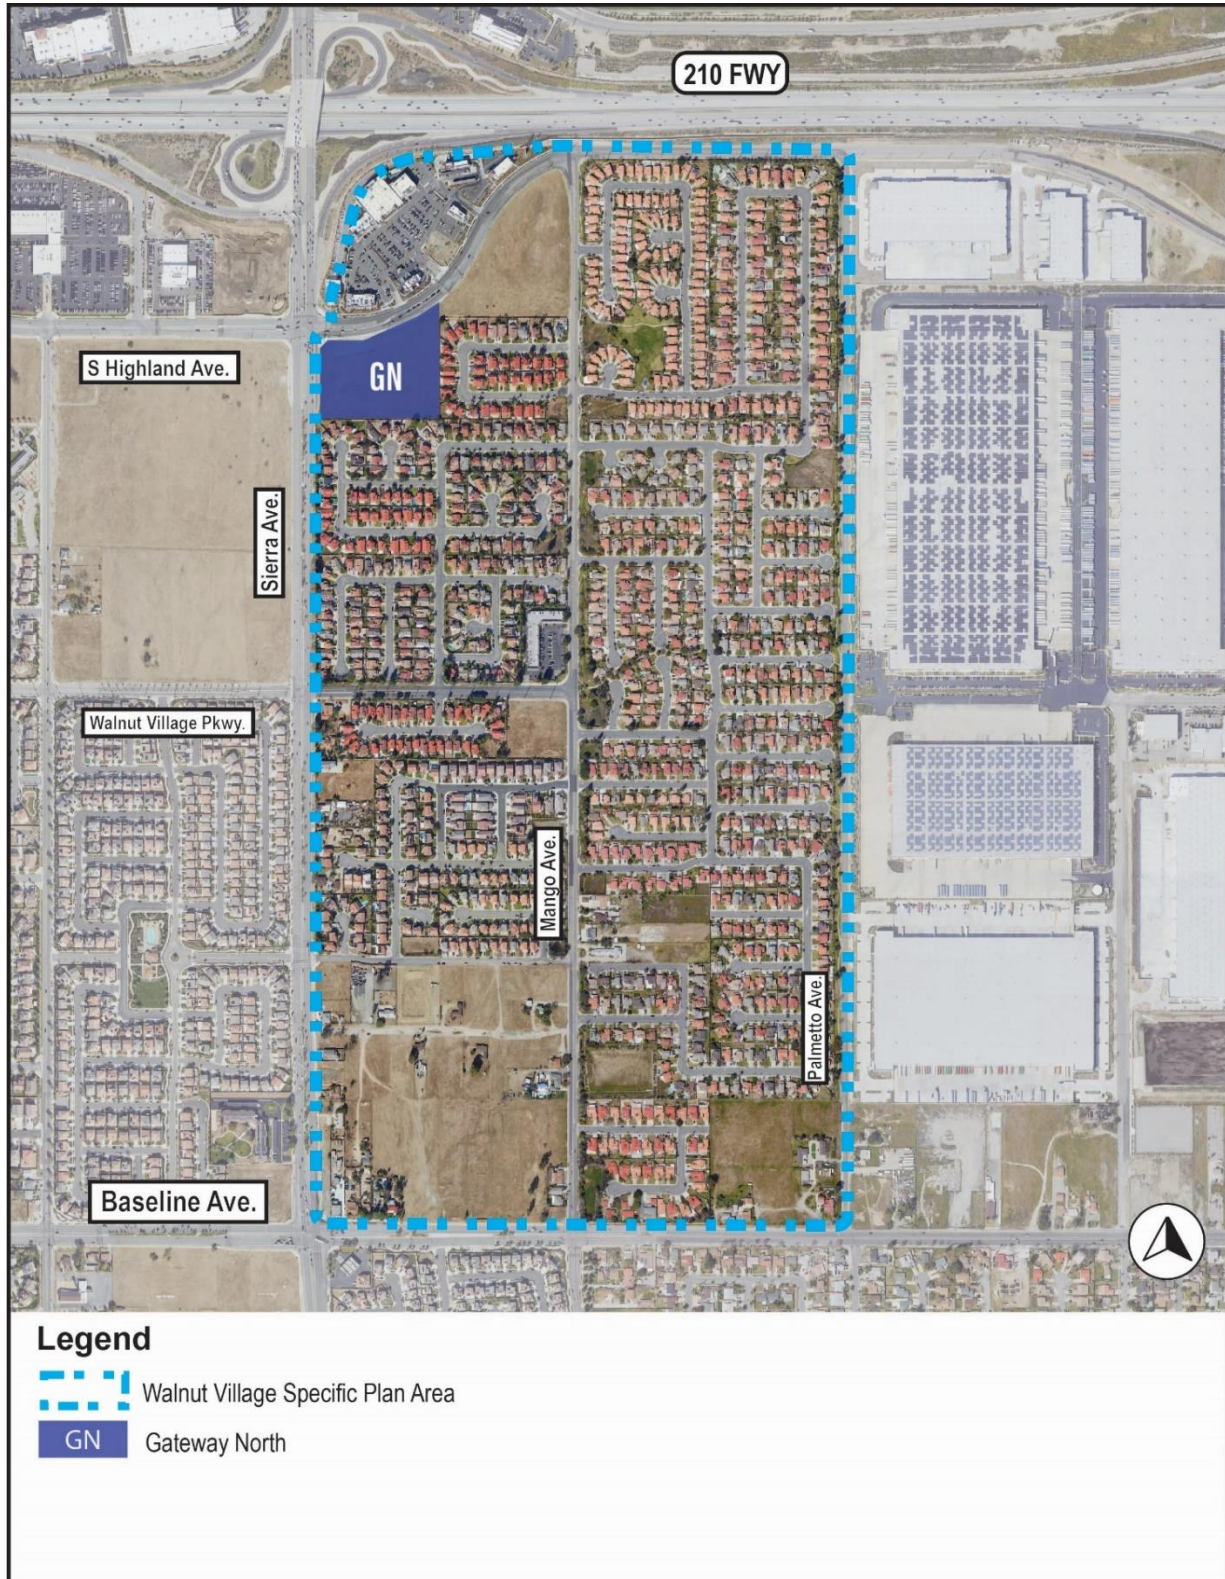 210 FWY
S Highland Ave.
GN
Sierra Ave.
Walnut Village Pkwy.
Mango Ave.
Palmetto Ave.
Baseline Ave.
Legend
Walnut Village Specific Plan Area
GN Gateway North